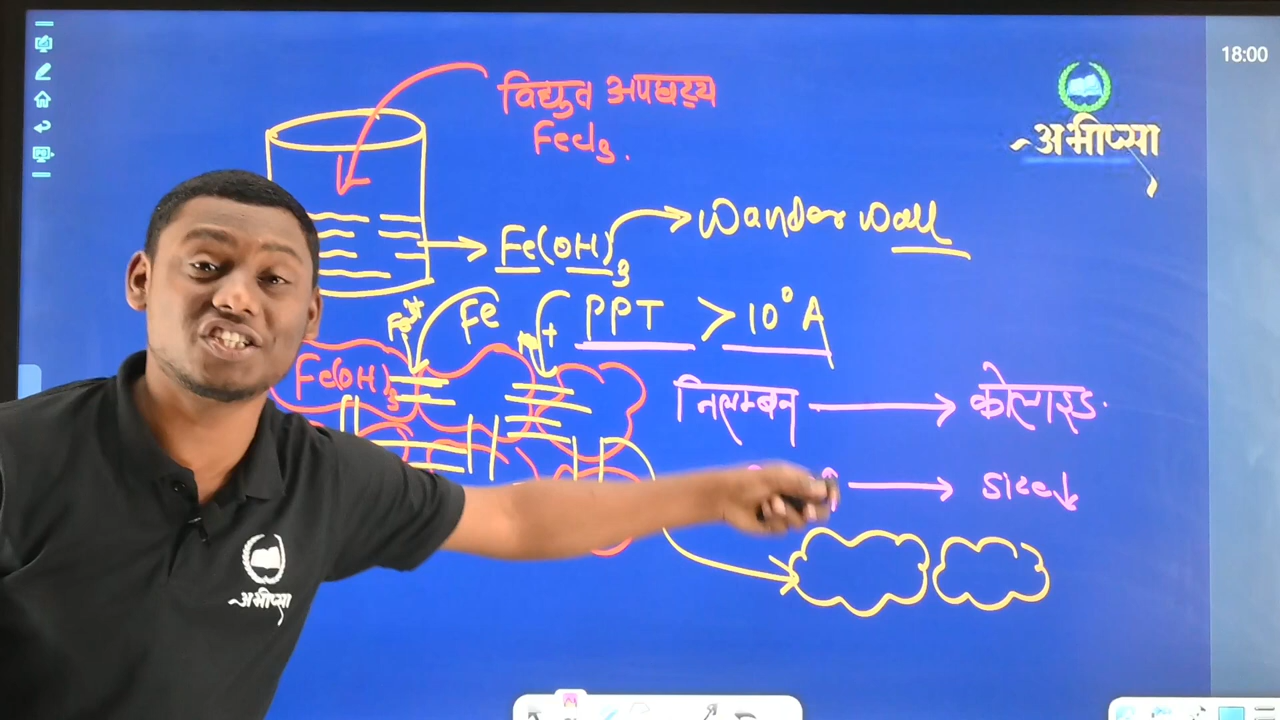 18:00
अभीप्सा
विद्युत अपघट्य
Fecl3.
Fe(OH)3 → Wander Wall
Fe PPT > 10°A
Fe(OH)3
निलम्बन → कोलाइड
→ size↓
अभीप्सा